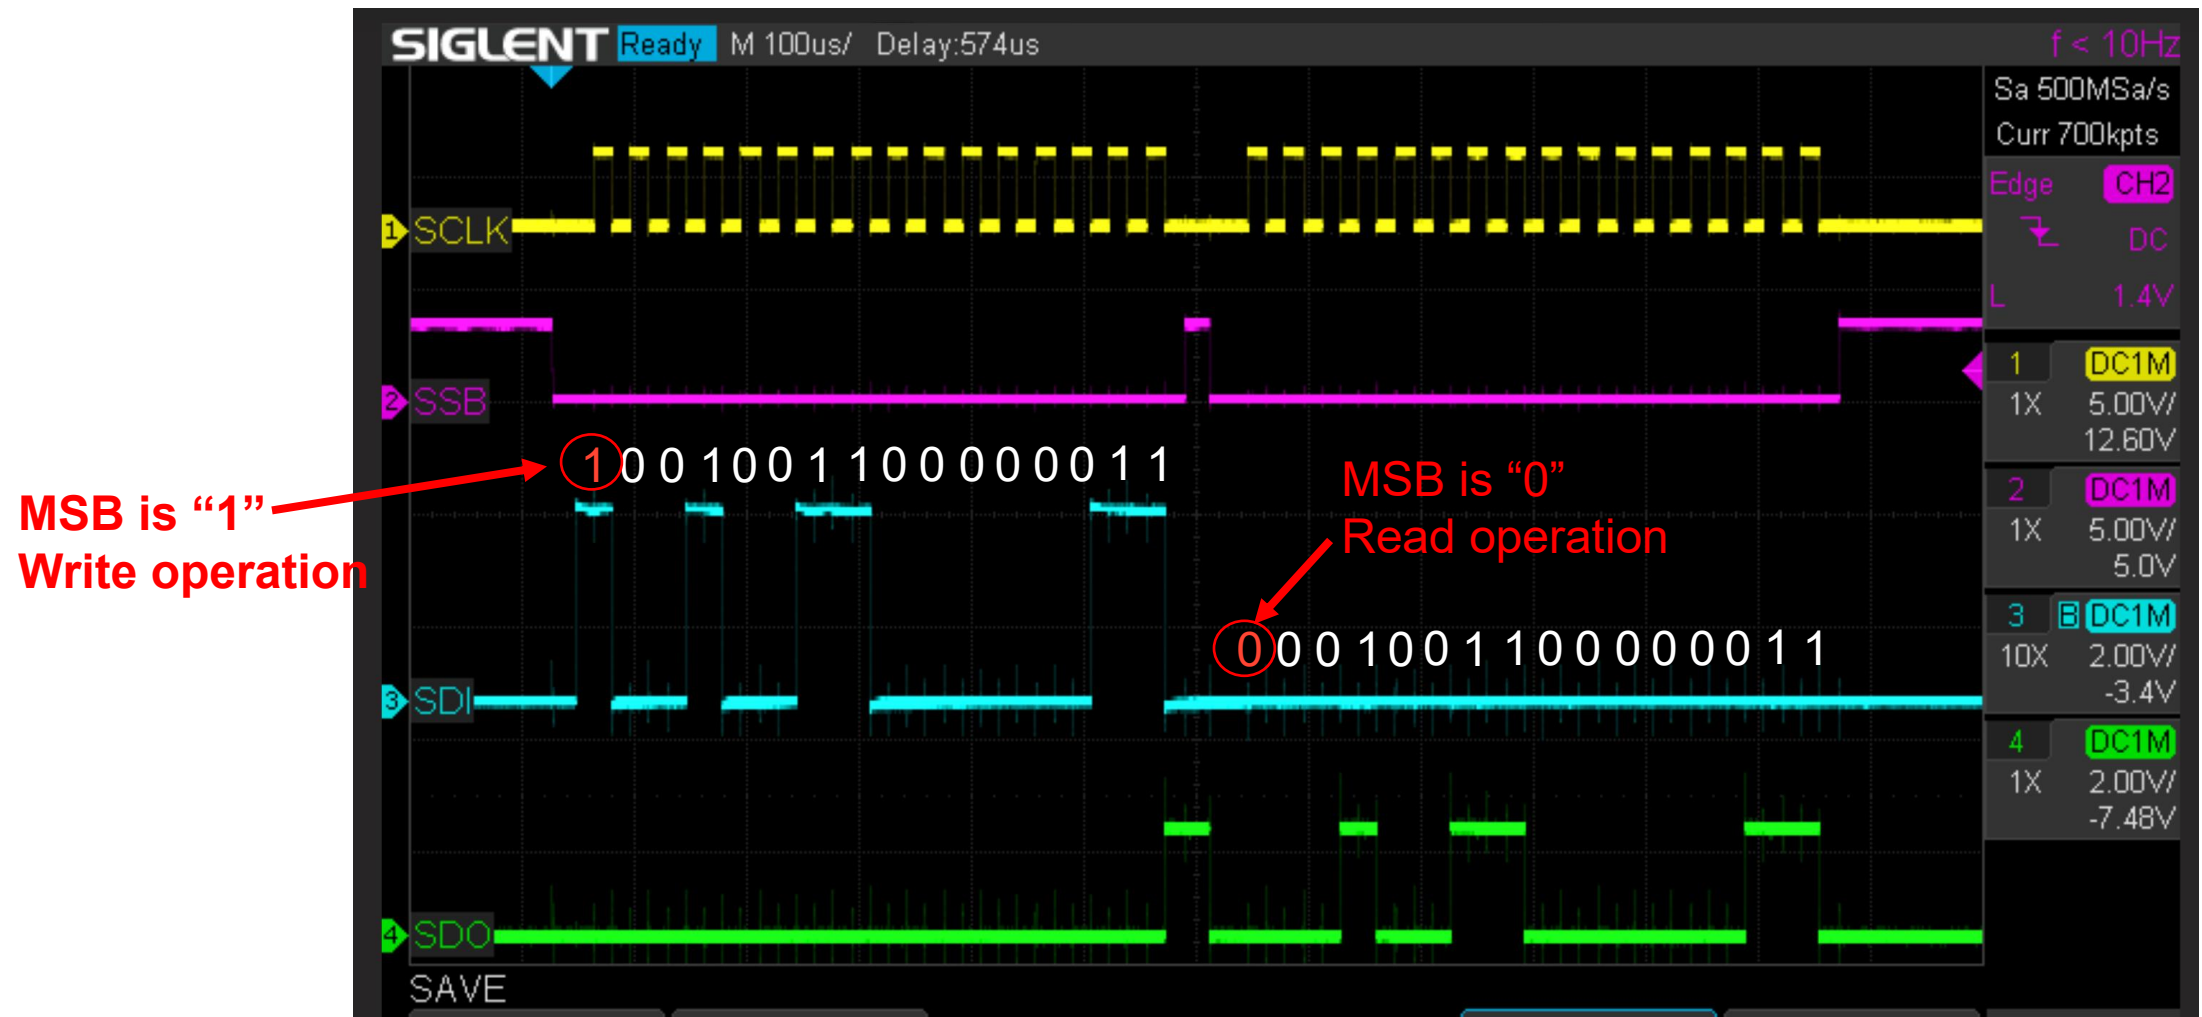 SIGLENT Ready M 100us/ Delay:574us f < 10Hz
Sa 500MSa/s
Curr 700kpts
Edge CH2
DC
L 1.4V
1 SCLK
2 SSB
3 SDI
4 SDO
1 DC1M
1X 5.00V/
12.60V
2 DC1M
1X 5.00V/
5.0V
3 B DC1M
10X 2.00V/
-3.4V
4 DC1M
1X 2.00V/
-7.48V
1 0 0 1 0 0 1 1 0 0 0 0 0 0 1 1
MSB is “1”
Write operation
MSB is “0”
Read operation
0 0 0 1 0 0 1 1 0 0 0 0 0 0 1 1
SAVE